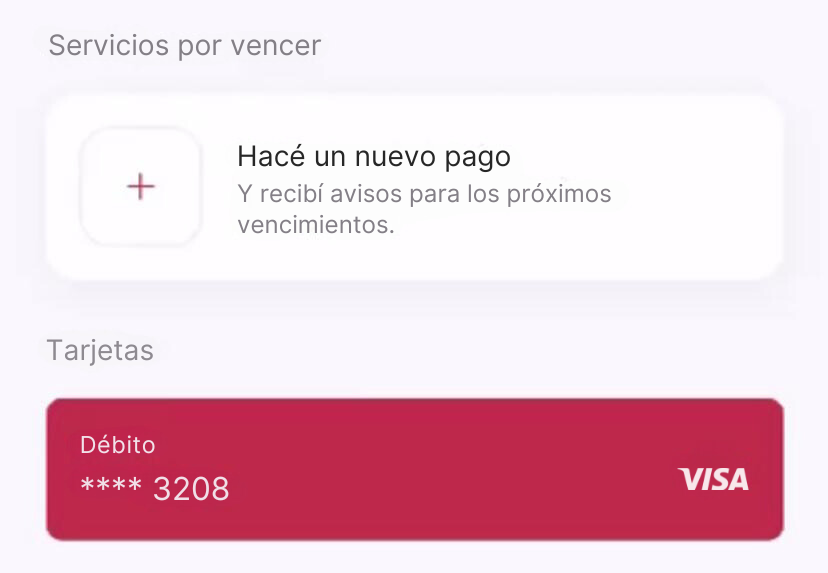 Servicios por vencer
Hacé un nuevo pago
Y recibí avisos para los próximos
vencimientos.
Tarjetas
Débito
**** 3208
VISA